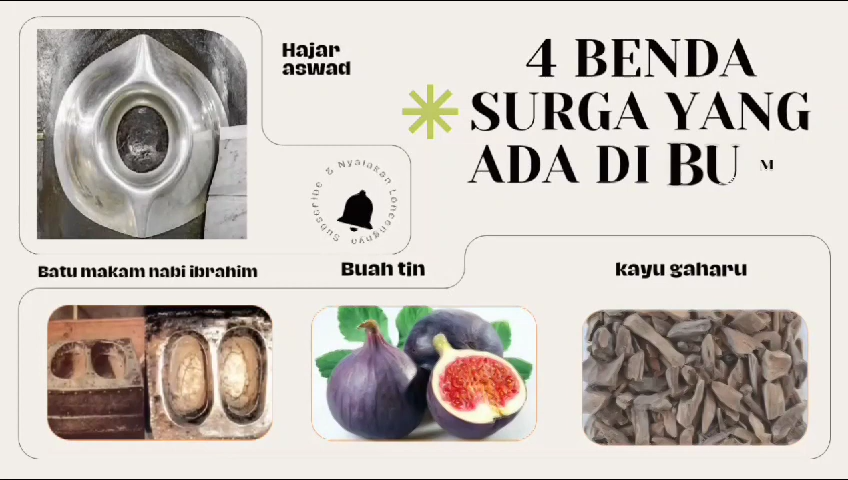 Hajar
aswad
4 BENDA
SURGA YANG
ADA DI BU M
Subscribe & Nyalakan Loncengnya
Batu makam nabi ibrahim
Buah tin
kayu gaharu